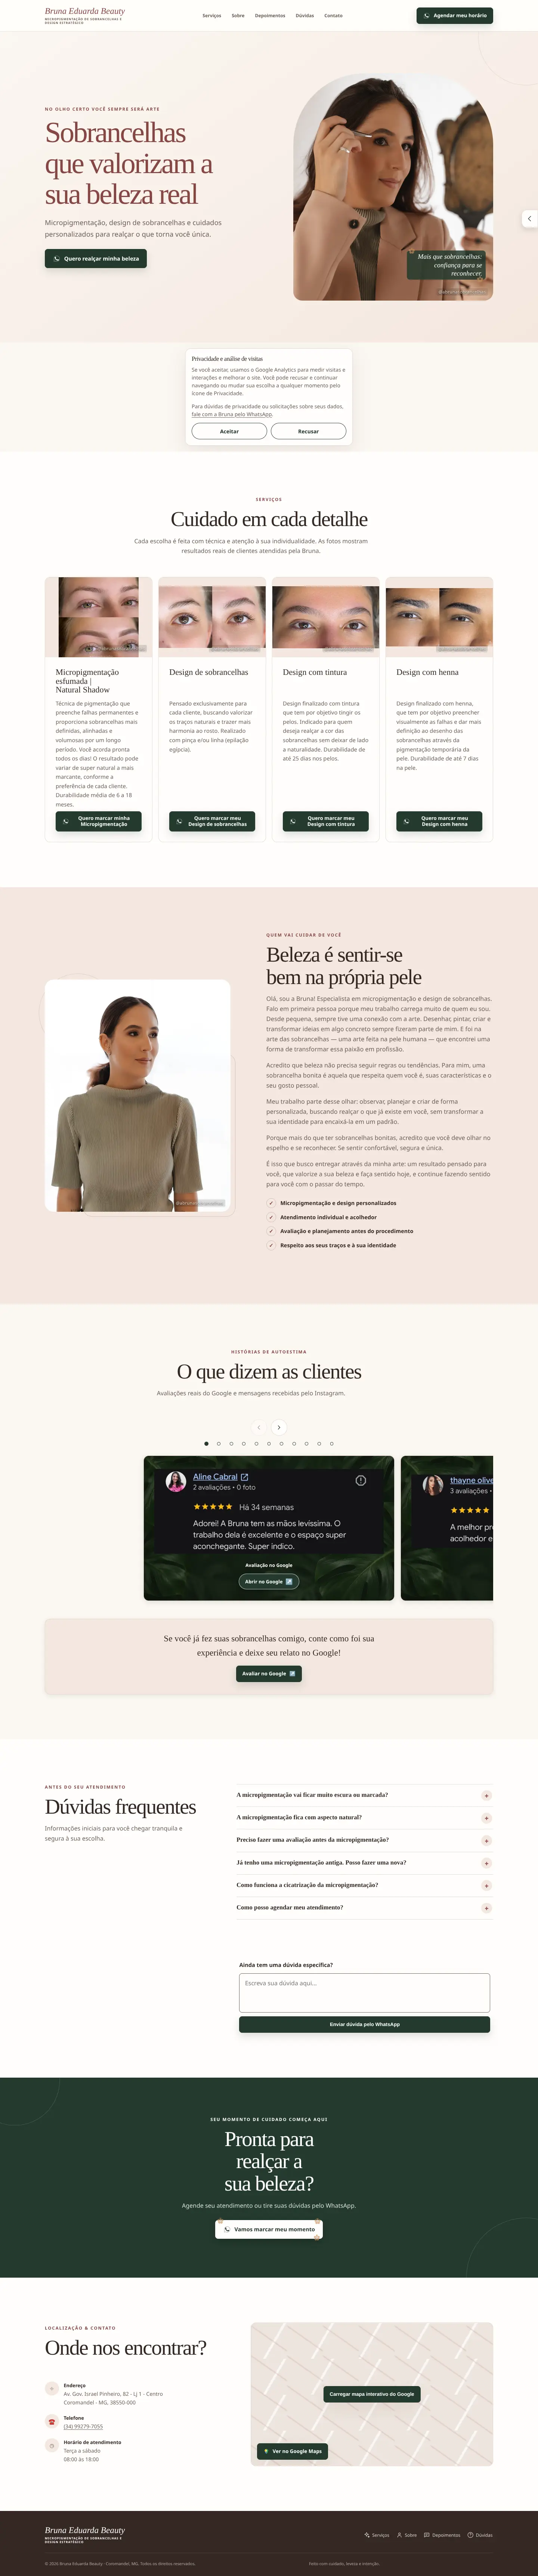 Bruna Eduarda Beauty
MICROPIGMENTAÇÃO DE SOBRANCELHAS E
DESIGN ESTRATÉGICO
Serviços
Sobre
Depoimentos
Dúvidas
Contato
Agendar meu horário
NO OLHO CERTO VOCÊ SEMPRE SERÁ ARTE
Sobrancelhas
que valorizam a
sua beleza real
Micropigmentação, design de sobrancelhas e cuidados
personalizados para realçar o que torna você única.
Quero realçar minha beleza
Mais que sobrancelhas:
confiança para se
reconhecer.
Privacidade e análise de visitas
Se você aceitar, usamos o Google Analytics para medir visitas e
interações e melhorar o site. Você pode recusar e continuar
navegando ou mudar sua escolha a qualquer momento pelo
ícone de Privacidade.
Para dúvidas de privacidade ou solicitações sobre seus dados,
fale com a Bruna pelo WhatsApp.
Aceitar
Recusar
SERVIÇOS
Cuidado em cada detalhe
Cada escolha é feita com técnica e atenção à sua individualidade. As fotos mostram
resultados reais de clientes atendidas pela Bruna.
Micropigmentação
esfumada |
Natural Shadow
Técnica de pigmentação que
preenche falhas permanentes e
proporciona sobrancelhas mais
definidas, alinhadas e
volumosas por um longo
período. Você acorda pronta
todos os dias! O resultado pode
variar de super natural a mais
marcante, conforme a
preferência de cada cliente.
Durabilidade média de 6 a 18
meses.
Quero marcar minha
Micropigmentação
Design de sobrancelhas
Pensado exclusivamente para
cada cliente, buscando valorizar
os traços naturais e trazer mais
harmonia ao rosto. Realizado
com pinça e/ou linha (epilação
egípcia).
Quero marcar meu
Design de sobrancelhas
Design com tintura
Design finalizado com tintura
que tem por objetivo tingir os
pelos. Indicado para quem
deseja realçar a cor das
sobrancelhas sem deixar de lado
a naturalidade. Durabilidade de
até 25 dias nos pelos.
Quero marcar meu
Design com tintura
Design com henna
Design finalizado com henna,
que tem por objetivo preencher
visualmente as falhas e dar mais
definição ao desenho das
sobrancelhas através da
pigmentação temporária da
pele. Durabilidade de até 7 dias
na pele.
Quero marcar meu
Design com henna
QUEM VAI CUIDAR DE VOCÊ
Beleza é sentir-se
bem na própria pele
Olá, sou a Bruna! Especialista em micropigmentação e design de sobrancelhas.
Falo em primeira pessoa porque meu trabalho carrega muito de quem eu sou.
Desde pequena, sempre tive uma conexão com a arte. Desenhar, pintar, criar e
transformar ideias em algo concreto sempre fizeram parte de mim. E foi na
arte das sobrancelhas — uma arte feita na pele humana — que encontrei uma
forma de transformar essa paixão em profissão.
Acredito que beleza não precisa seguir regras ou tendências. Para mim, uma
sobrancelha bonita é aquela que respeita quem você é, suas características e o
seu gosto pessoal.
Meu trabalho parte desse olhar: observar, planejar e criar de forma
personalizada, buscando realçar o que já existe em você, sem transformar a
sua identidade para encaixá-la em um padrão.
Porque mais do que ter sobrancelhas bonitas, acredito que você deve olhar no
espelho e se reconhecer. Se sentir confortável, segura e única.
É isso que busco entregar através da minha arte: um resultado pensado para
você, que valoriza a sua beleza e faça sentido hoje, e continue fazendo sentido
para você com o passar do tempo.
✓ Micropigmentação e design personalizados
✓ Atendimento individual e acolhedor
✓ Avaliação e planejamento antes do procedimento
✓ Respeito aos seus traços e à sua identidade
HISTÓRIAS DE AUTOESTIMA
O que dizem as clientes
Avaliações reais do Google e mensagens recebidas pelo Instagram.
Aline Cabral
2 avaliações • 0 foto
Há 34 semanas
Adorei! A Bruna tem as mãos levíssima. O
trabalho dela é excelente e o espaço super
aconchegante. Super indico.
Avaliação no Google
Abrir no Google
thayne olive
3 avaliações •
A melhor pr
acolhedor e
Se você já fez suas sobrancelhas comigo, conte como foi sua
experiência e deixe seu relato no Google!
Avaliar no Google
ANTES DO SEU ATENDIMENTO
Dúvidas frequentes
Informações iniciais para você chegar tranquila e
segura à sua escolha.
A micropigmentação vai ficar muito escura ou marcada?
A micropigmentação fica com aspecto natural?
Preciso fazer uma avaliação antes da micropigmentação?
Já tenho uma micropigmentação antiga. Posso fazer uma nova?
Como funciona a cicatrização da micropigmentação?
Como posso agendar meu atendimento?
Ainda tem uma dúvida específica?
Escreva sua dúvida aqui...
Enviar dúvida pelo WhatsApp
SEU MOMENTO DE CUIDADO COMEÇA AQUI
Pronta para
realçar a
sua beleza?
Agende seu atendimento ou tire suas dúvidas pelo WhatsApp.
Vamos marcar meu momento
LOCALIZAÇÃO & CONTATO
Onde nos encontrar?
Endereço
Av. Gov. Israel Pinheiro, 82 - Lj 1 - Centro
Coromandel - MG, 38550-000
Telefone
(34) 99279-7055
Horário de atendimento
Terça a sábado
08:00 às 18:00
Carregar mapa interativo do Google
Ver no Google Maps
Bruna Eduarda Beauty
MICROPIGMENTAÇÃO DE SOBRANCELHAS E
DESIGN ESTRATÉGICO
Serviços
Sobre
Depoimentos
Dúvidas
© 2026 Bruna Eduarda Beauty · Coromandel, MG. Todos os direitos reservados.
Feito com cuidado, leveza e intenção.